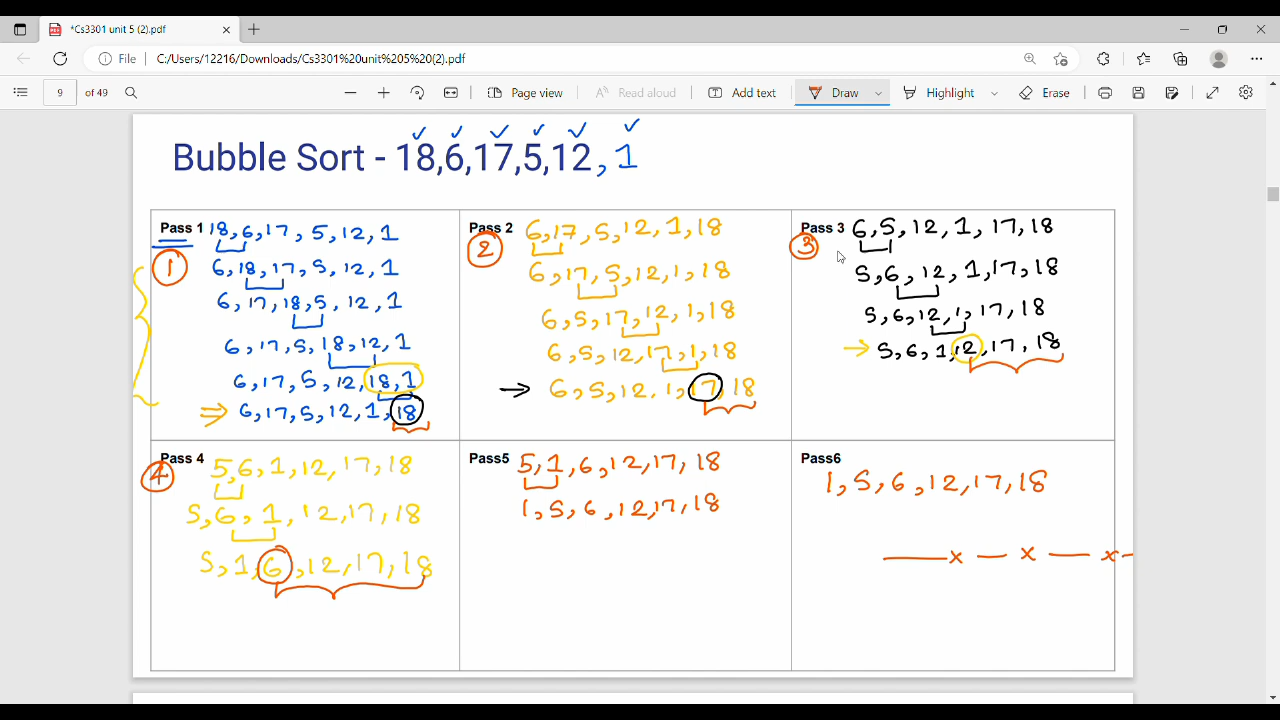 *Cs3301 unit 5 (2).pdf
File C:/Users/12216/Downloads/Cs3301%20unit%205%20(2).pdf
9 of 49 Page view Read aloud Add text Draw Highlight Erase
Bubble Sort - 18,6,17,5,12,1
Pass 1 18,6,17,5,12,1
1
6,18,17,5,12,1
6,17,18,5,12,1
6,17,5,18,12,1
6,17,5,12,18,1
6,17,5,12,1,18
Pass 2 6,17,5,12,1,18
2
6,17,5,12,1,18
6,5,17,12,1,18
6,5,12,17,1,18
6,5,12,1,17,18
Pass 3 6,5,12,1,17,18
3
5,6,12,1,17,18
5,6,12,1,17,18
5,6,1,12,17,18
Pass 4 5,6,1,12,17,18
4
5,6,1,12,17,18
5,1,6,12,17,18
Pass5 5,1,6,12,17,18
1,5,6,12,17,18
Pass6
1,5,6,12,17,18
x x x